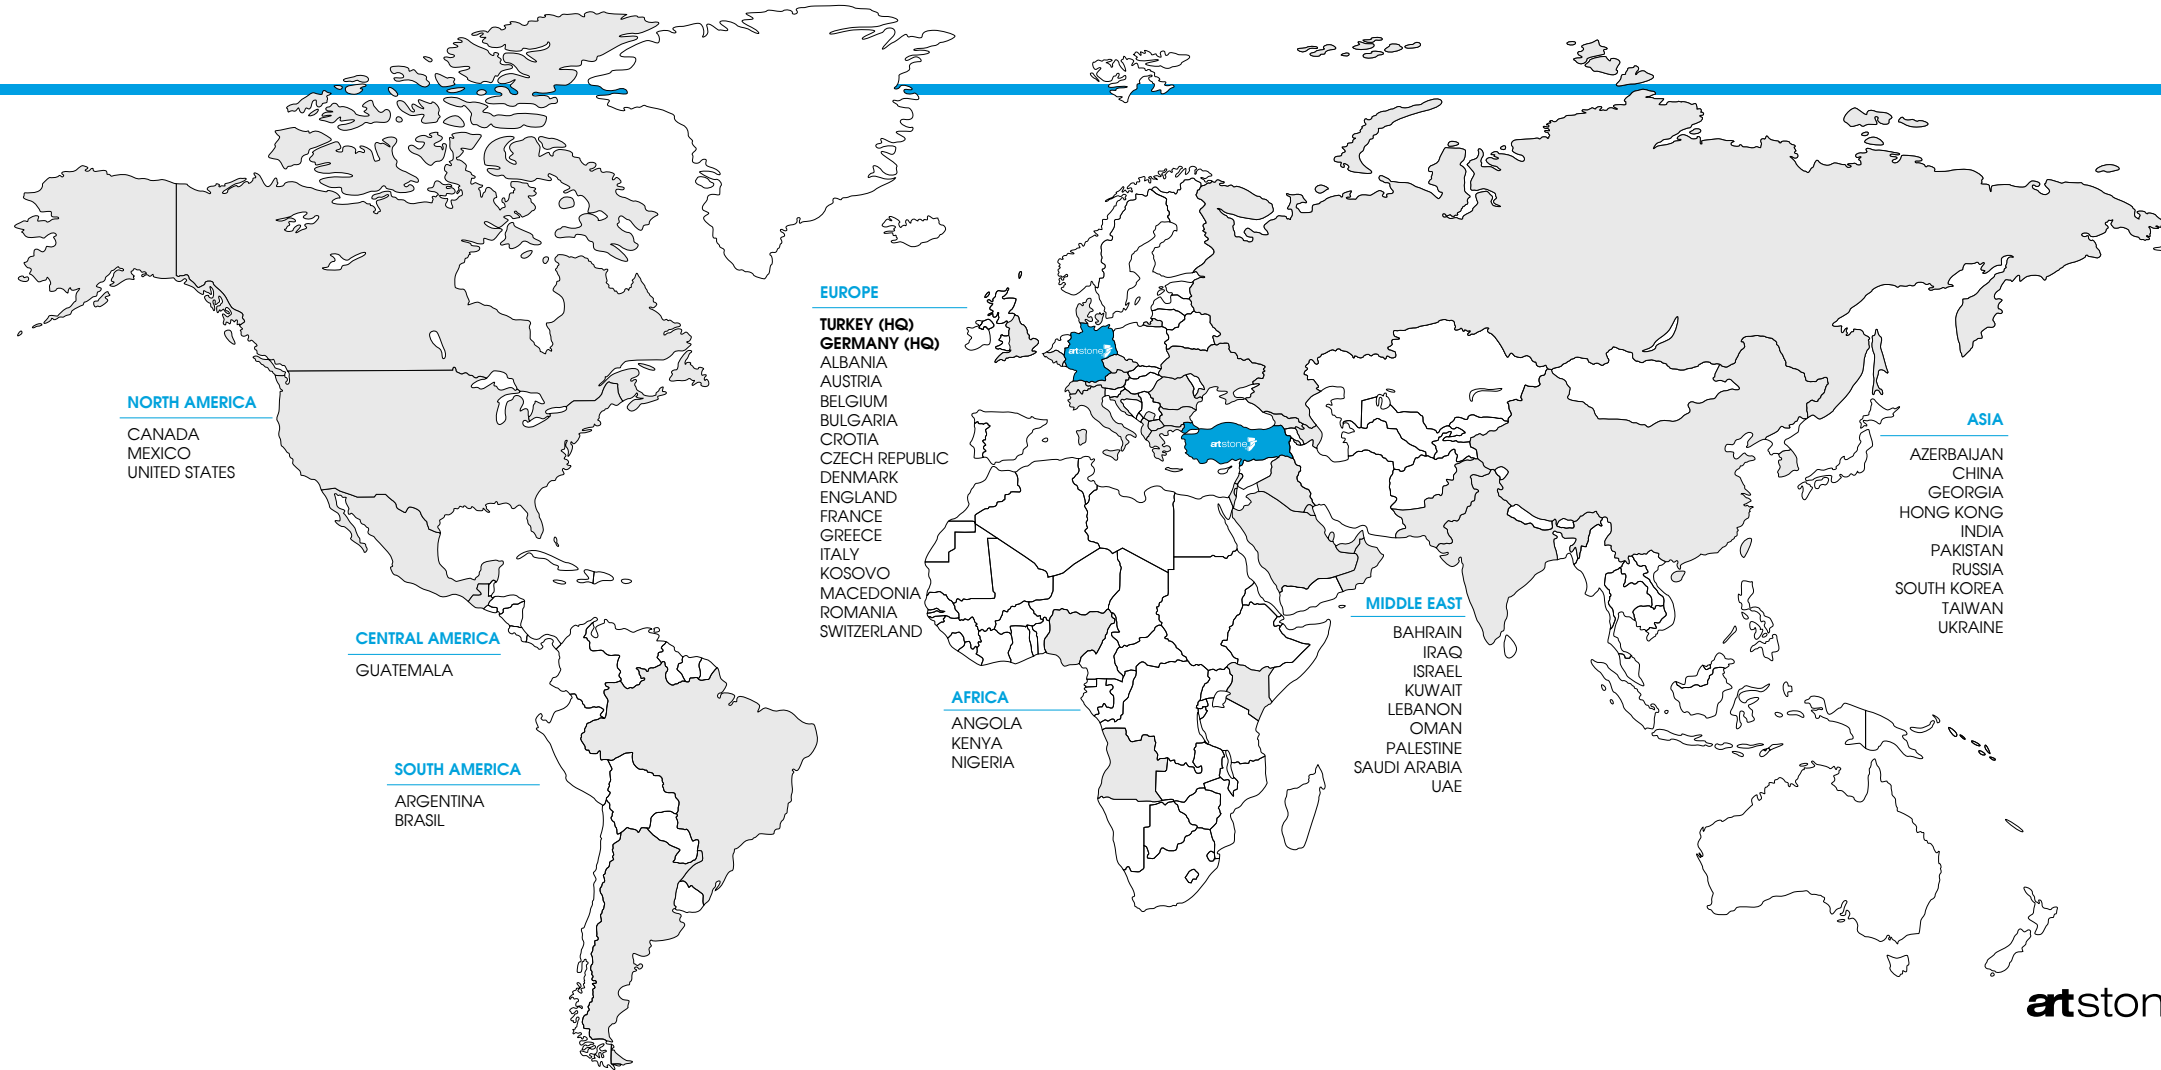 EUROPE
TURKEY (HQ)
GERMANY (HQ)
ALBANIA
AUSTRIA
BELGIUM
BULGARIA
CROTIA
CZECH REPUBLIC
DENMARK
ENGLAND
FRANCE
GREECE
ITALY
KOSOVO
MACEDONIA
ROMANIA
SWITZERLAND
artstone
artstone
NORTH AMERICA
CANADA
MEXICO
UNITED STATES
CENTRAL AMERICA
GUATEMALA
SOUTH AMERICA
ARGENTINA
BRASIL
AFRICA
ANGOLA
KENYA
NIGERIA
MIDDLE EAST
BAHRAIN
IRAQ
ISRAEL
KUWAIT
LEBANON
OMAN
PALESTINE
SAUDI ARABIA
UAE
ASIA
AZERBAIJAN
CHINA
GEORGIA
HONG KONG
INDIA
PAKISTAN
RUSSIA
SOUTH KOREA
TAIWAN
UKRAINE
artston